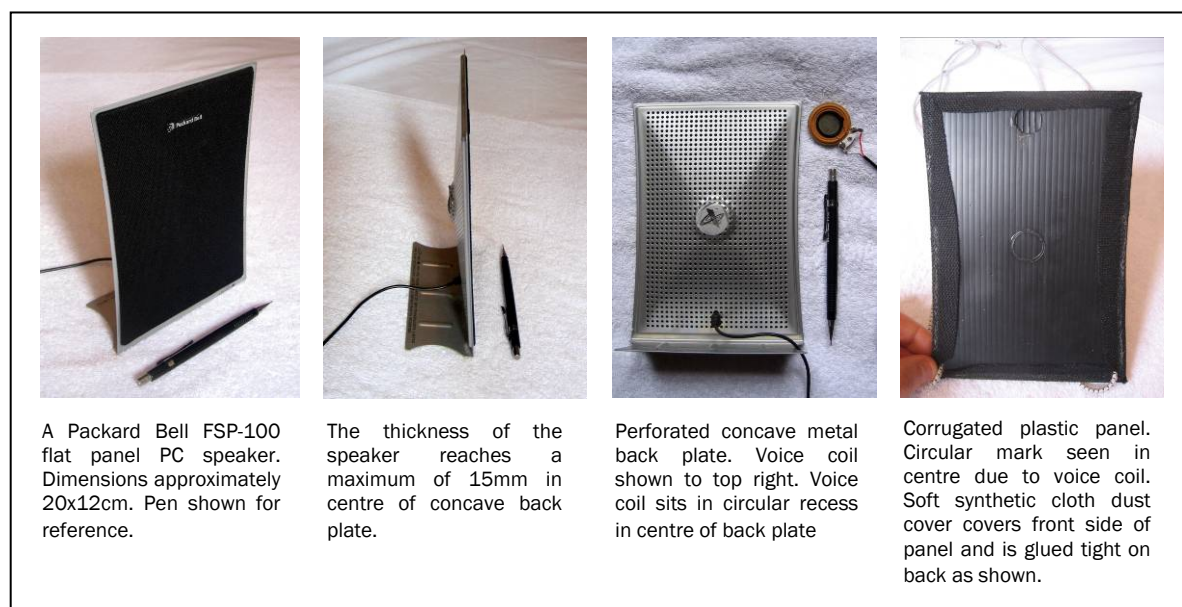 Packard Bell
A Packard Bell FSP-100
flat panel PC speaker.
Dimensions approximately
20x12cm. Pen shown for
reference.
The thickness of the
speaker reaches a
maximum of 15mm in
centre of concave back
plate.
Perforated concave metal
back plate. Voice coil
shown to top right. Voice
coil sits in circular recess
in centre of back plate
Corrugated plastic panel.
Circular mark seen in
centre due to voice coil.
Soft synthetic cloth dust
cover covers front side of
panel and is glued tight on
back as shown.